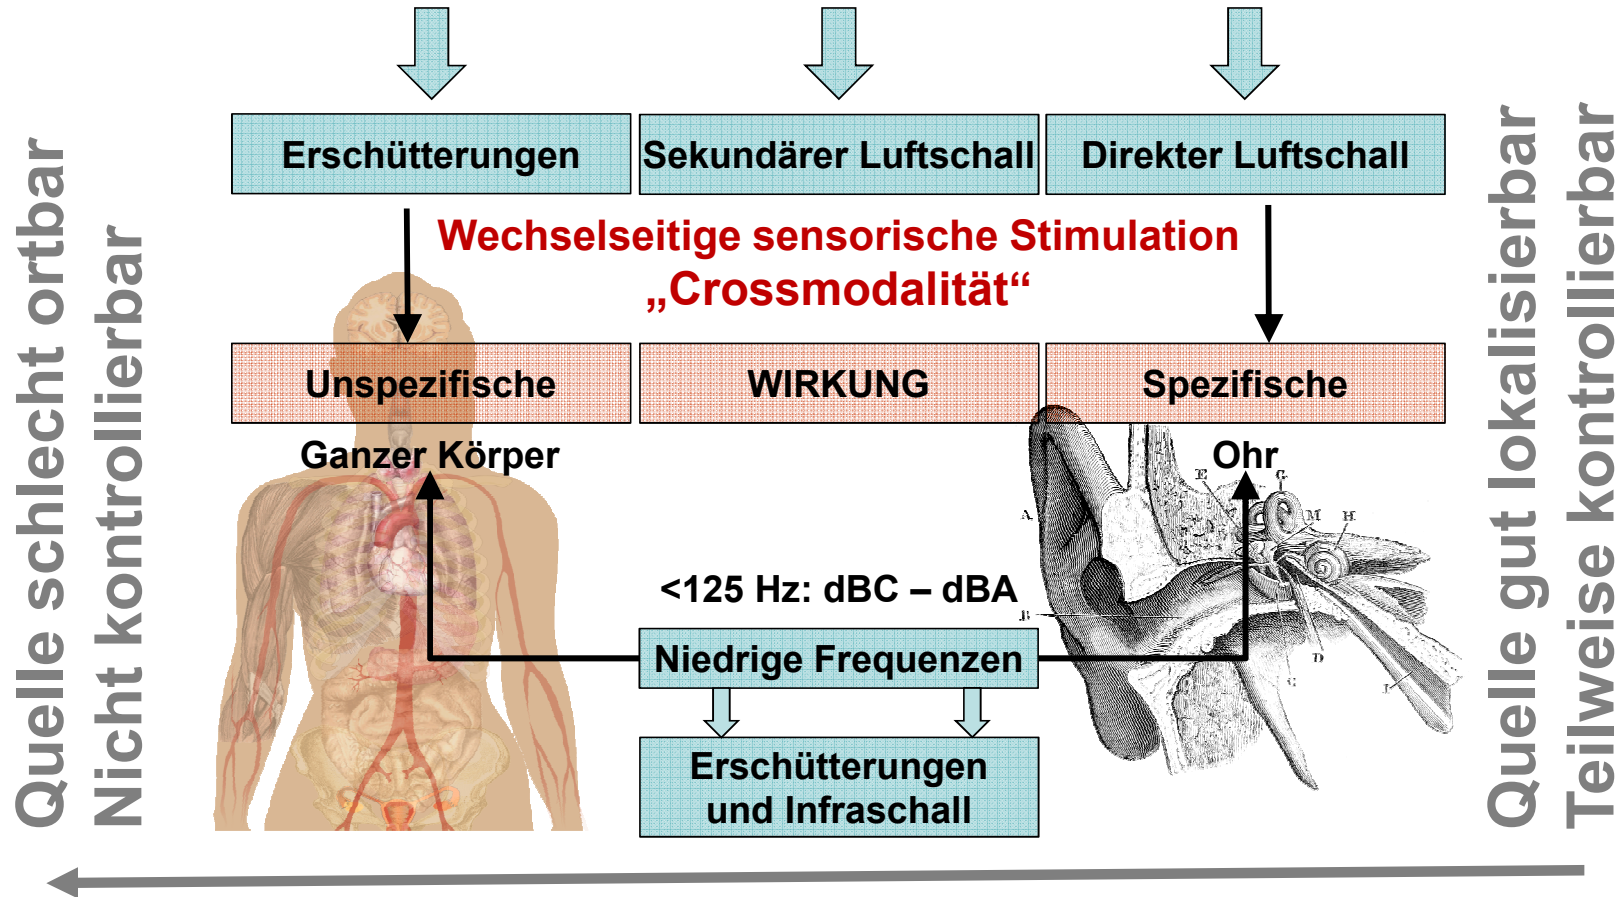 Erschütterungen
Sekundärer Luftschall
Direkter Luftschall
Wechselseitige sensorische Stimulation
„Crossmodalität“
Unspezifische
WIRKUNG
Spezifische
Ganzer Körper
Ohr
<125 Hz: dBC – dBA
Niedrige Frequenzen
Erschütterungen
und Infraschall
Quelle schlecht ortbar
Nicht kontrollierbar
Quelle gut lokalisierbar
Teilweise kontrollierbar
A
B
E
G
M
H
D
J